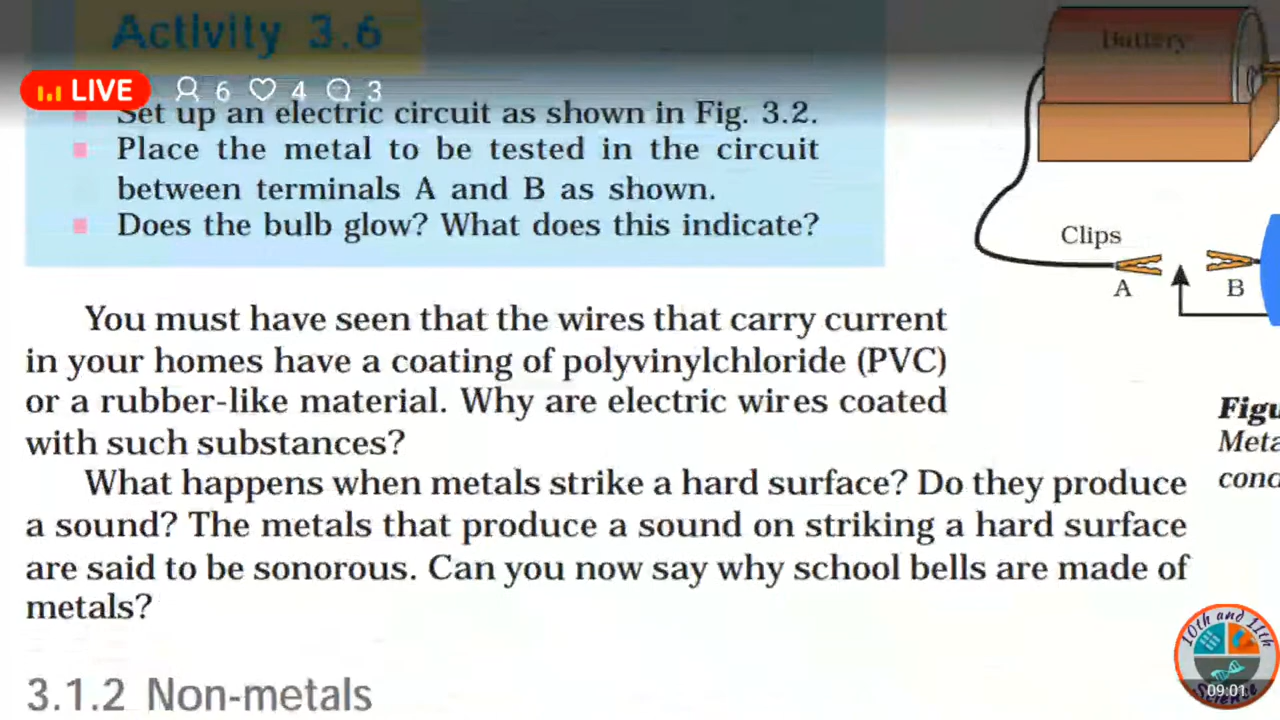 Activity 3.6
LIVE 6 4 3
Set up an electric circuit as shown in Fig. 3.2.
Place the metal to be tested in the circuit
between terminals A and B as shown.
Does the bulb glow? What does this indicate?
Battery
Clips
A
B
You must have seen that the wires that carry current
in your homes have a coating of polyvinylchloride (PVC)
or a rubber-like material. Why are electric wires coated
with such substances?
What happens when metals strike a hard surface? Do they produce
a sound? The metals that produce a sound on striking a hard surface
are said to be sonorous. Can you now say why school bells are made of
metals?
Figu
Meta
cond
3.1.2 Non-metals
10th and 11th
Science
09:01